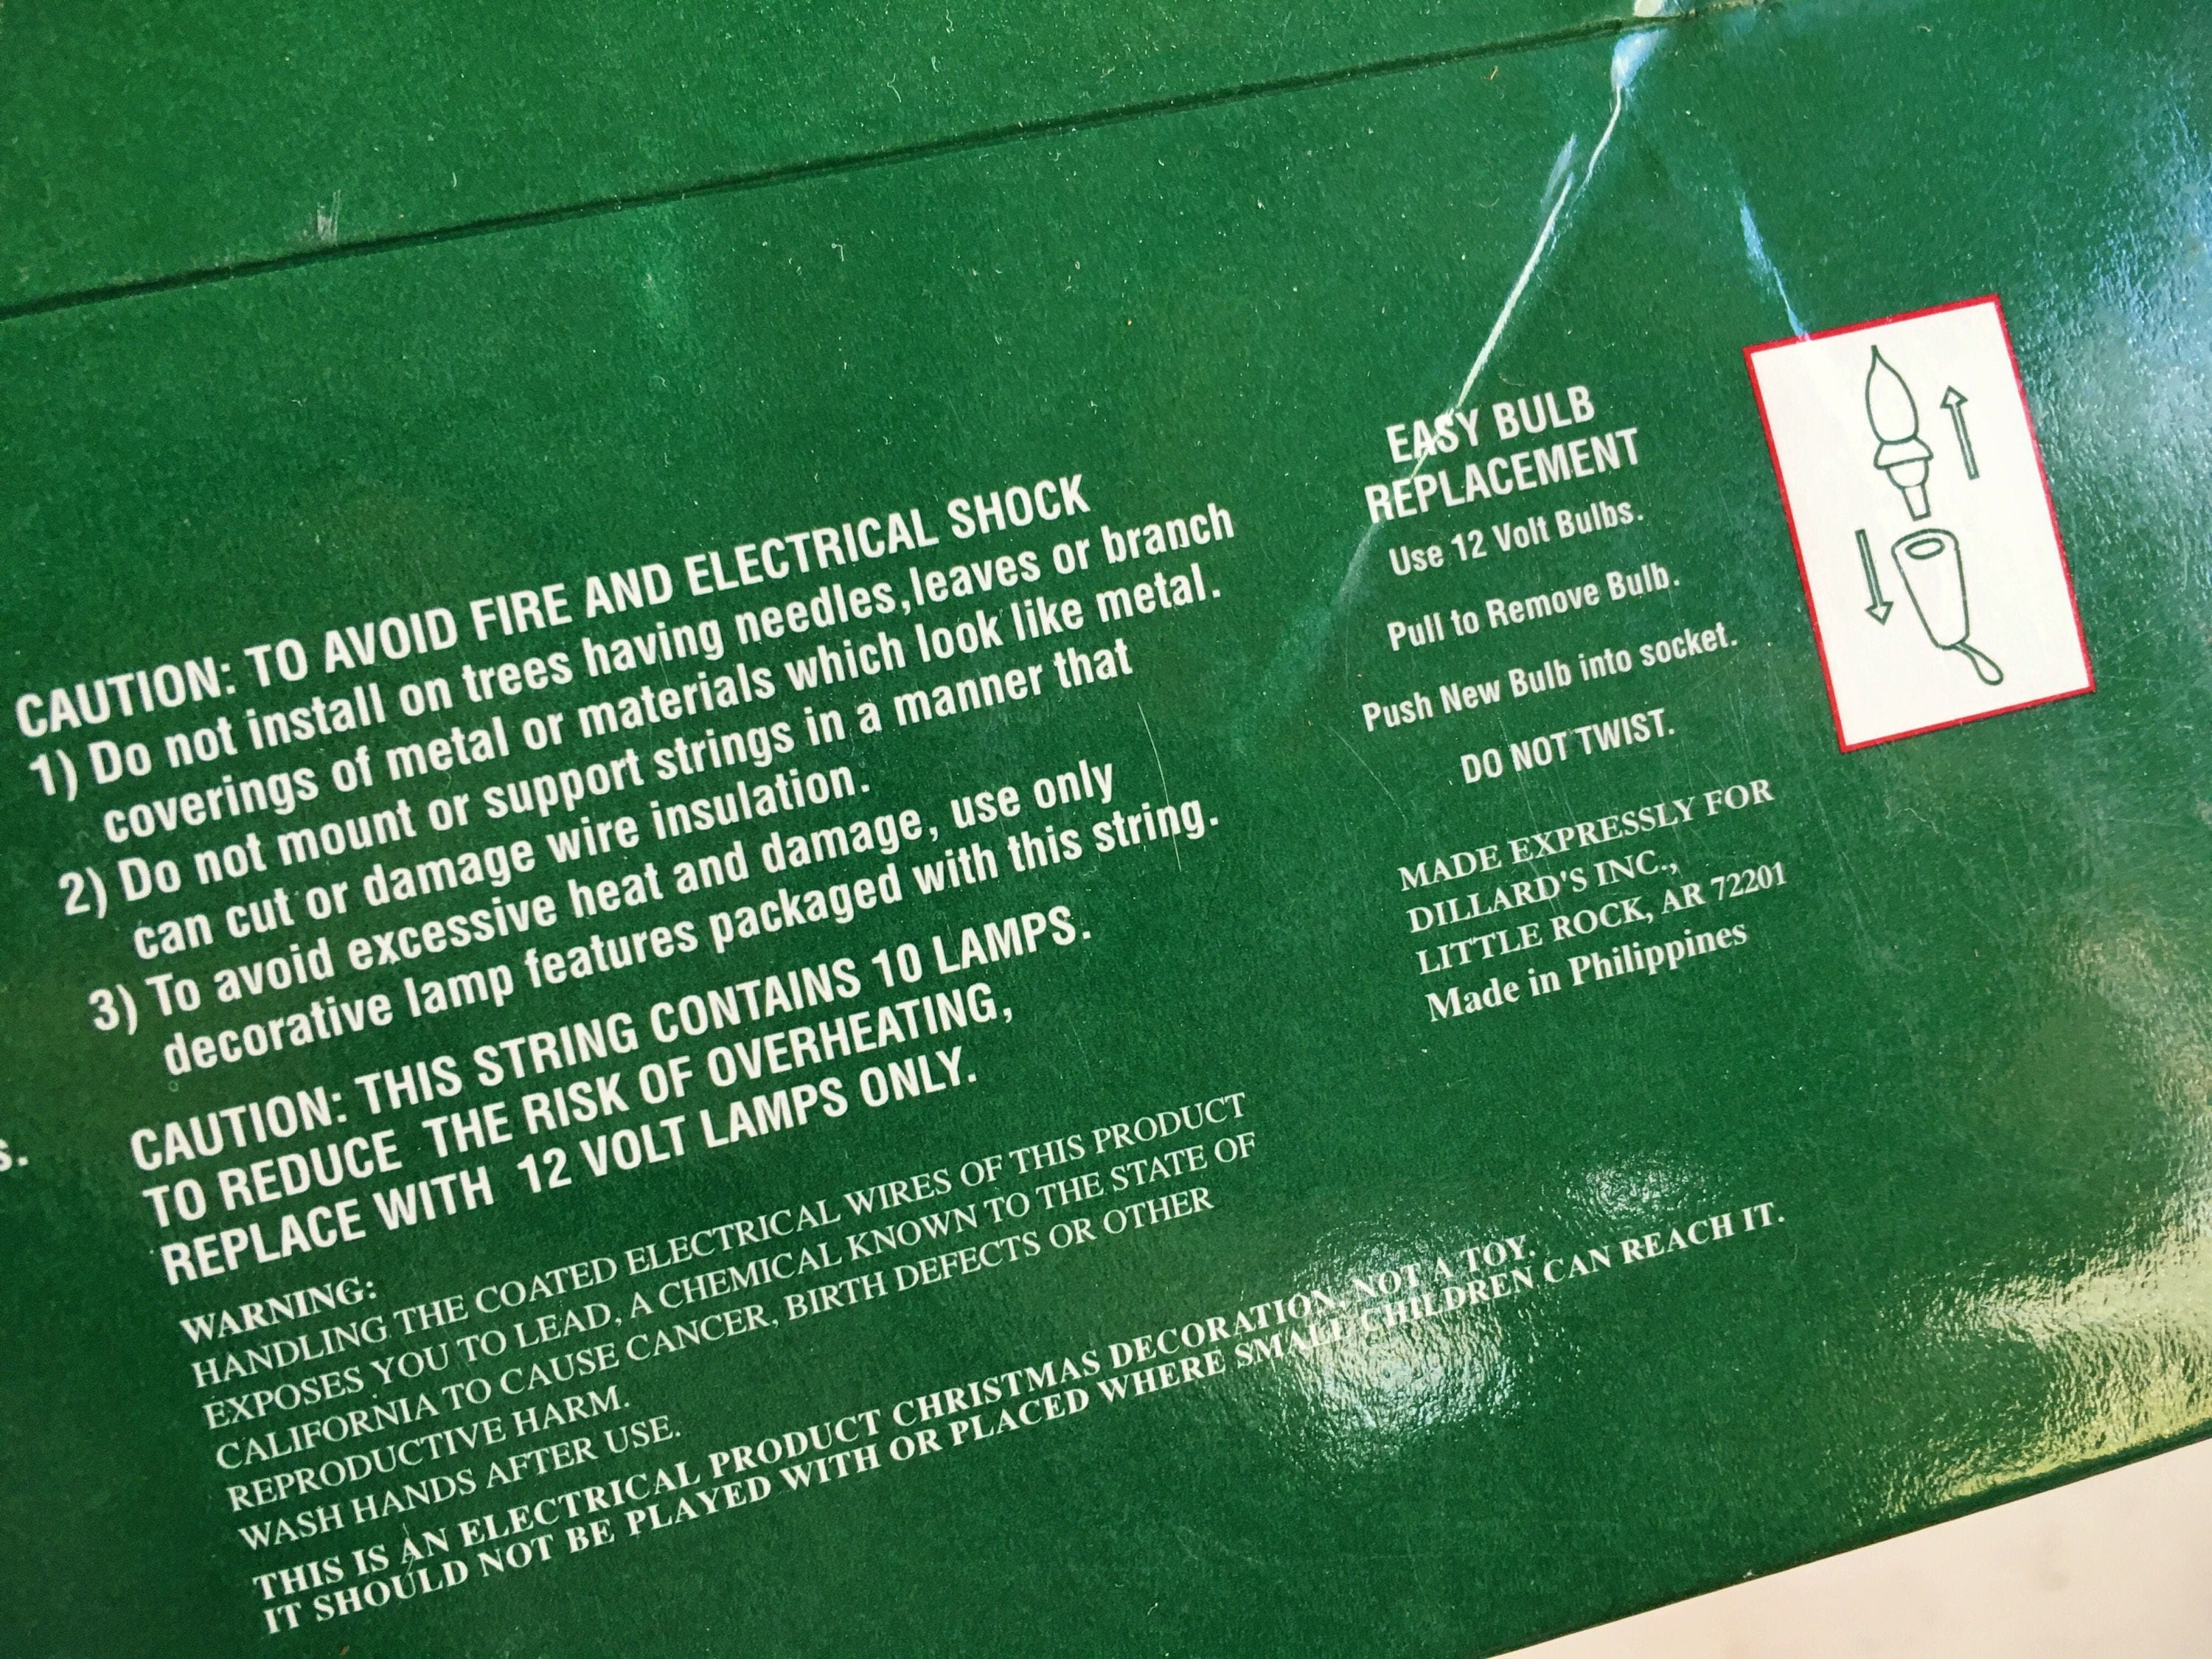 CAUTION: TO AVOID FIRE AND ELECTRICAL SHOCK
1) Do not install on trees having needles,leaves or branch
coverings of metal or materials which look like metal.
2) Do not mount or support strings in a manner that
can cut or damage wire insulation.
3) To avoid excessive heat and damage, use only
decorative lamp features packaged with this string.
CAUTION: THIS STRING CONTAINS 10 LAMPS.
TO REDUCE THE RISK OF OVERHEATING,
REPLACE WITH 12 VOLT LAMPS ONLY.
WARNING:
HANDLING THE COATED ELECTRICAL WIRES OF THIS PRODUCT
EXPOSES YOU TO LEAD, A CHEMICAL KNOWN TO THE STATE OF
CALIFORNIA TO CAUSE CANCER, BIRTH DEFECTS OR OTHER
REPRODUCTIVE HARM.
WASH HANDS AFTER USE.
THIS IS AN ELECTRICAL PRODUCT CHRISTMAS DECORATION, NOT A TOY.
IT SHOULD NOT BE PLAYED WITH OR PLACED WHERE SMALL CHILDREN CAN REACH IT.
EASY BULB
REPLACEMENT
Use 12 Volt Bulbs.
Pull to Remove Bulb.
Push New Bulb into socket.
DO NOT TWIST.
MADE EXPRESSLY FOR
DILLARD'S INC.,
LITTLE ROCK, AR 72201
Made in Philippines